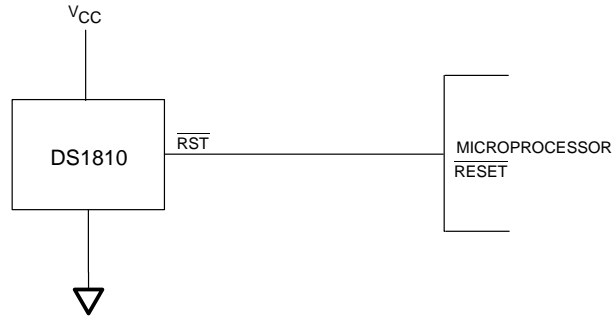 VCC
DS1810
RST
MICROPROCESSOR
RESET